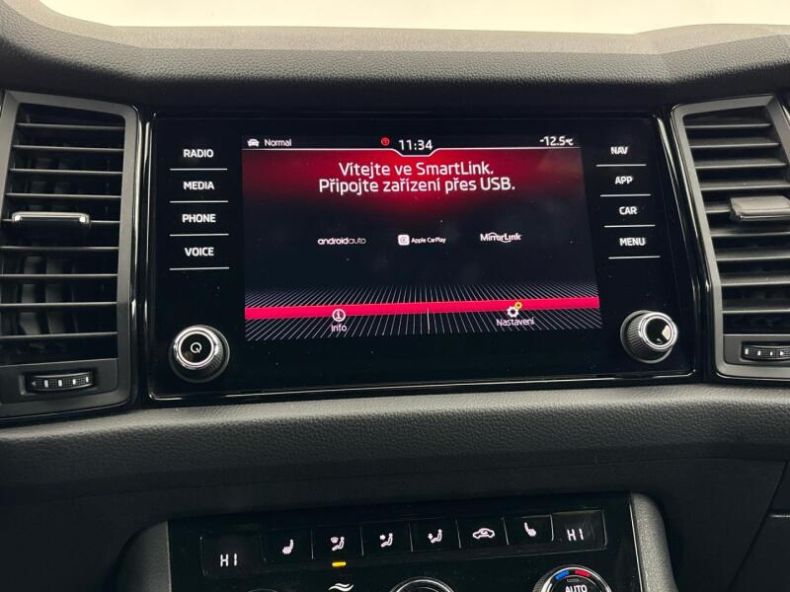 RADIO
MEDIA
PHONE
VOICE
Normal
11:34
-12.5°C
Vítejte ve SmartLink.
Připojte zařízení přes USB.
androidauto
Apple CarPlay
MirrorLink
Info
Nastavení
NAV
APP
CAR
MENU
HI
HI
AUTO